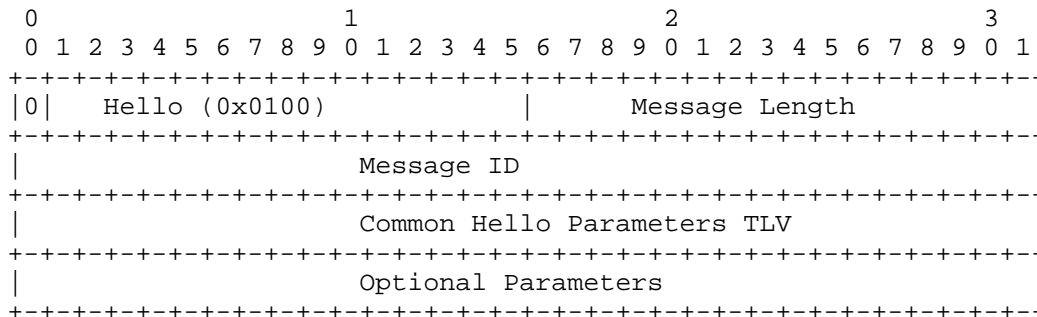 0                   1                   2                   3
 0 1 2 3 4 5 6 7 8 9 0 1 2 3 4 5 6 7 8 9 0 1 2 3 4 5 6 7 8 9 0 1
+-+-+-+-+-+-+-+-+-+-+-+-+-+-+-+-+-+-+-+-+-+-+-+-+-+-+-+-+-+-+-+--
|0|   Hello (0x0100)            |      Message Length
+-+-+-+-+-+-+-+-+-+-+-+-+-+-+-+-+-+-+-+-+-+-+-+-+-+-+-+-+-+-+-+--
|                     Message ID
+-+-+-+-+-+-+-+-+-+-+-+-+-+-+-+-+-+-+-+-+-+-+-+-+-+-+-+-+-+-+-+--
|                     Common Hello Parameters TLV
+-+-+-+-+-+-+-+-+-+-+-+-+-+-+-+-+-+-+-+-+-+-+-+-+-+-+-+-+-+-+-+--
|                     Optional Parameters
+-+-+-+-+-+-+-+-+-+-+-+-+-+-+-+-+-+-+-+-+-+-+-+-+-+-+-+-+-+-+-+--